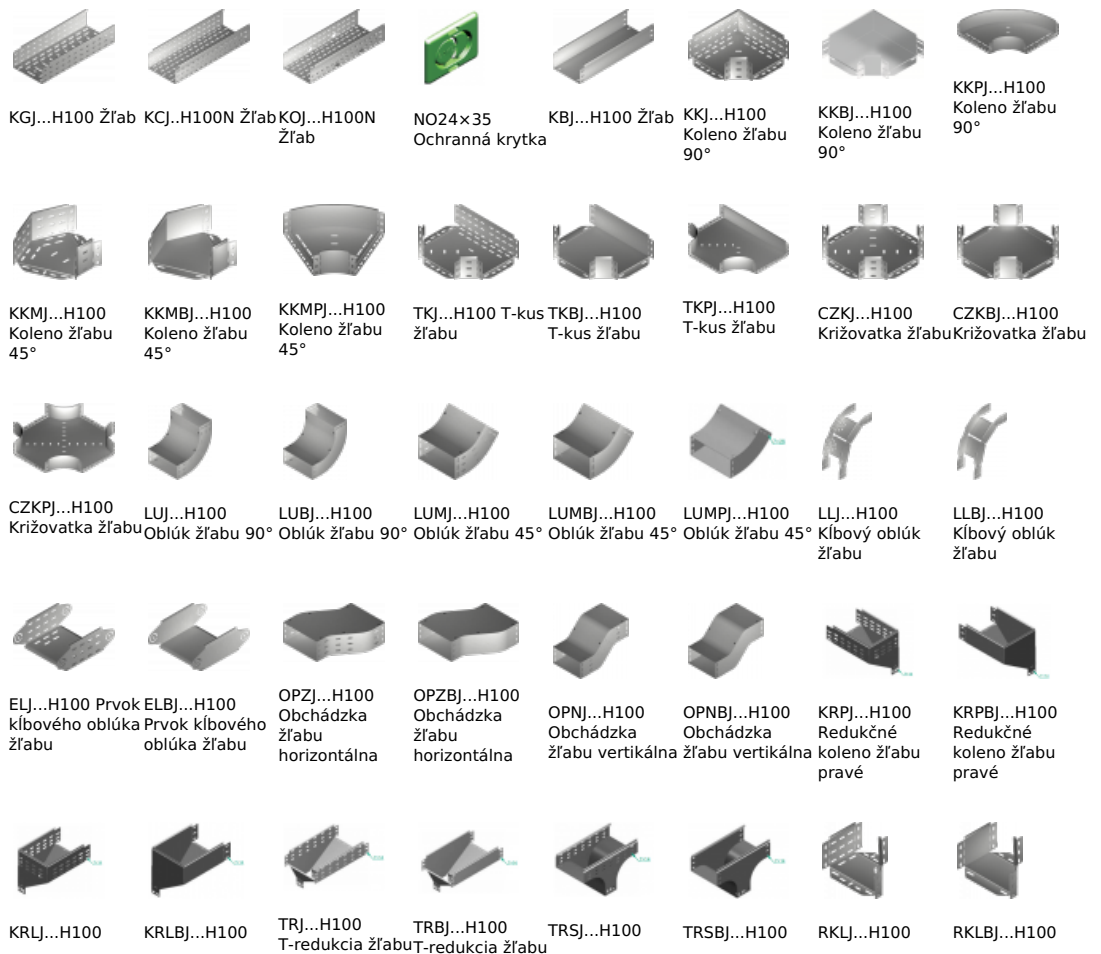 KGJ...H100 Žľab
KCJ..H100N Žľab
KOJ...H100N
Žľab
NO24×35
Ochranná krytka
KBJ...H100 Žľab
KKJ...H100
Koleno žľabu
90°
KKBJ...H100
Koleno žľabu
90°
KKPJ...H100
Koleno žľabu
90°
KKMJ...H100
Koleno žľabu
45°
KKMBJ...H100
Koleno žľabu
45°
KKMPJ...H100
Koleno žľabu
45°
TKJ...H100 T-kus
žľabu
TKBJ...H100
T-kus žľabu
TKPJ...H100
T-kus žľabu
CZKJ...H100
Križovatka žľabu
CZKBJ...H100
Križovatka žľabu
CZKPJ...H100
Križovatka žľabu
LUJ...H100
Oblúk žľabu 90°
LUBJ...H100
Oblúk žľabu 90°
LUMJ...H100
Oblúk žľabu 45°
LUMBJ...H100
Oblúk žľabu 45°
LUMPJ...H100
Oblúk žľabu 45°
LLJ...H100
Kĺbový oblúk
žľabu
LLBJ...H100
Kĺbový oblúk
žľabu
ELJ...H100 Prvok
kĺbového oblúka
žľabu
ELBJ...H100
Prvok kĺbového
oblúka žľabu
OPZJ...H100
Obchádzka
žľabu
horizontálna
OPZBJ...H100
Obchádzka
žľabu
horizontálna
OPNJ...H100
Obchádzka
žľabu vertikálna
OPNBJ...H100
Obchádzka
žľabu vertikálna
KRPJ...H100
Redukčné
koleno žľabu
pravé
KRPBJ...H100
Redukčné
koleno žľabu
pravé
KRLJ...H100
KRLBJ...H100
TRJ...H100
T-redukcia žľabu
TRBJ...H100
T-redukcia žľabu
TRSJ...H100
TRSBJ...H100
RKLJ...H100
RKLBJ...H100